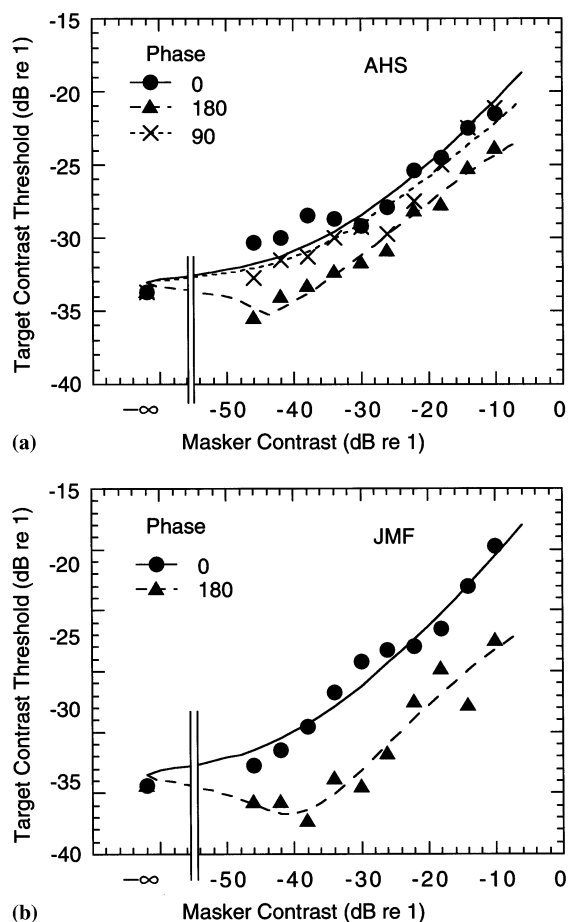 -15
Phase
0
180
90
AHS
-20
-25
-30
-35
-40
Target Contrast Threshold (dB re 1)
−∞ -50 -40 -30 -20 -10 0
(a) Masker Contrast (dB re 1)
-15
Phase
0
180
JMF
-20
-25
-30
-35
-40
Target Contrast Threshold (dB re 1)
−∞ -50 -40 -30 -20 -10 0
(b) Masker Contrast (dB re 1)